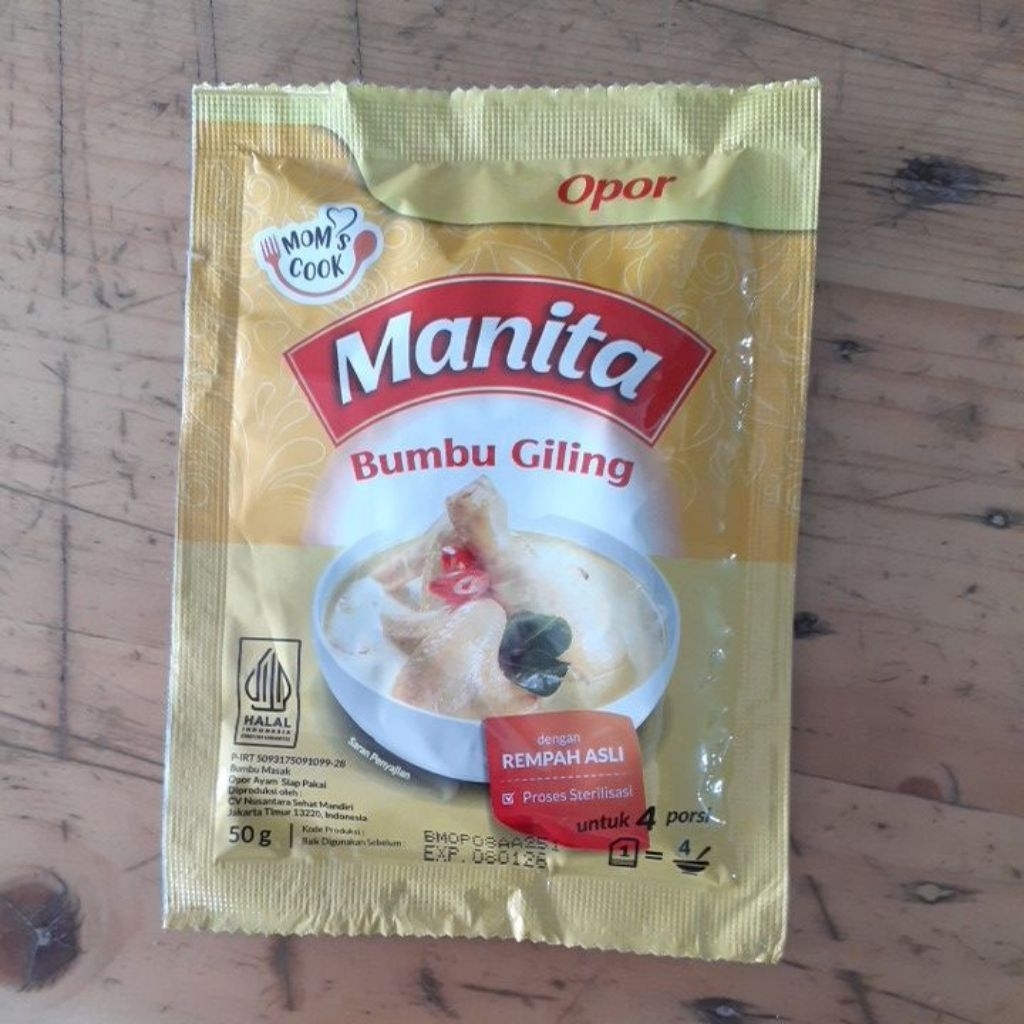 Opor
MOM'S
COOK
Manita
Bumbu Giling
HALAL
INDONESIA
Saran Penyajian
dengan
REMPAH ASLI
Proses Sterilisasi
P-IRT 5093175091099-28
Bumbu Masak
Opor Ayam Siap Pakai
Diproduksi oleh :
CV Nusantara Sehat Mandiri
Jakarta Timur 13220, Indonesia
untuk 4 porsi
1 = 4
50 g
Kode Produksi :
Baik Digunakan Sebelum :
EXP. 080126